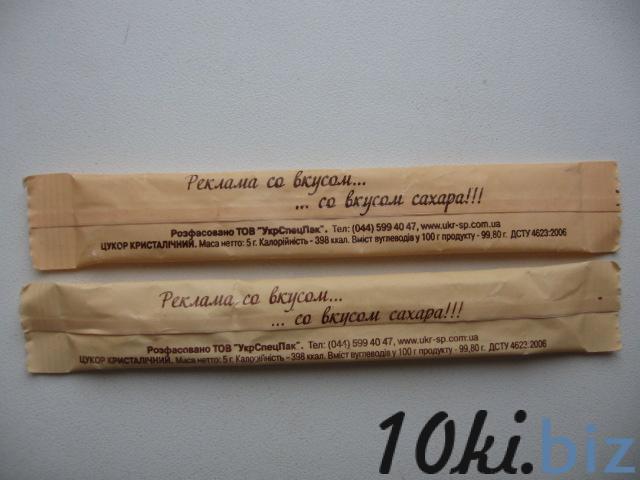 Реклама со вкусом...
... со вкусом сахара!!!
Розфасовано ТОВ "УкрСпецПак". Тел: (044) 599 40 47, www.ukr-sp.com.ua
ЦУКОР КРИСТАЛІЧНИЙ. Маса нетто: 5 г. Калорійність - 398 ккал. Вміст вуглеводів у 100 г продукту - 99,80 г. ДСТУ 4623:2006
Реклама со вкусом...
... со вкусом сахара!!!
Розфасовано ТОВ "УкрСпецПак". Тел: (044) 599 40 47, www.ukr-sp.com.ua
ЦУКОР КРИСТАЛІЧНИЙ. Маса нетто: 5 г. Калорійність - 398 ккал. Вміст вуглеводів у 100 г продукту - 99,80 г. ДСТУ 4623:2006
10ki.biz